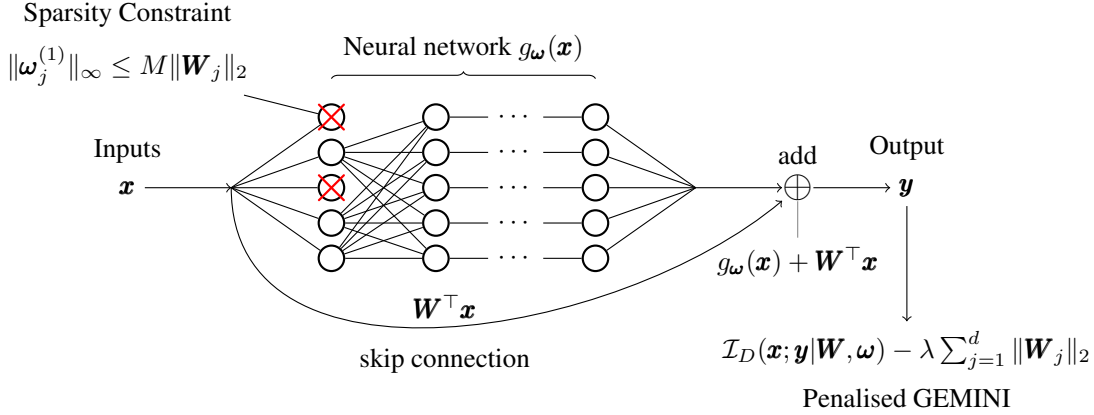 Sparsity Constraint
‖ω_j^{(1)}‖_∞ ≤ M‖W_j‖_2
Neural network g_ω(x)
Inputs
x
· · ·
· · ·
· · ·
· · ·
· · ·
add
Output
y
g_ω(x) + W^⊤x
W^⊤x
skip connection
I_D(x; y|W, ω) − λ ∑_{j=1}^d ‖W_j‖_2
Penalised GEMINI